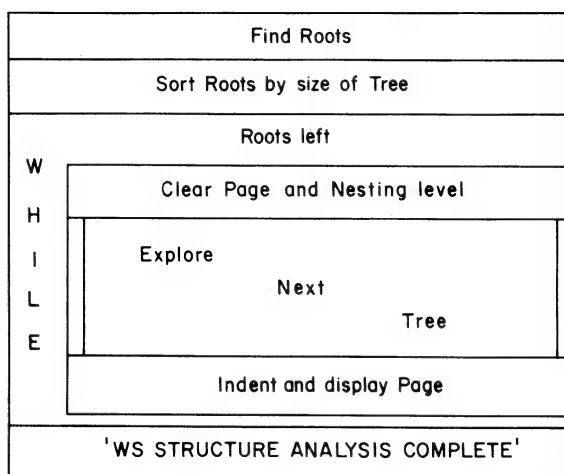 Find Roots
Sort Roots by size of Tree
Roots left
WHILE
Clear Page and Nesting level
Explore
Next
Tree
Indent and display Page
'WS STRUCTURE ANALYSIS COMPLETE'